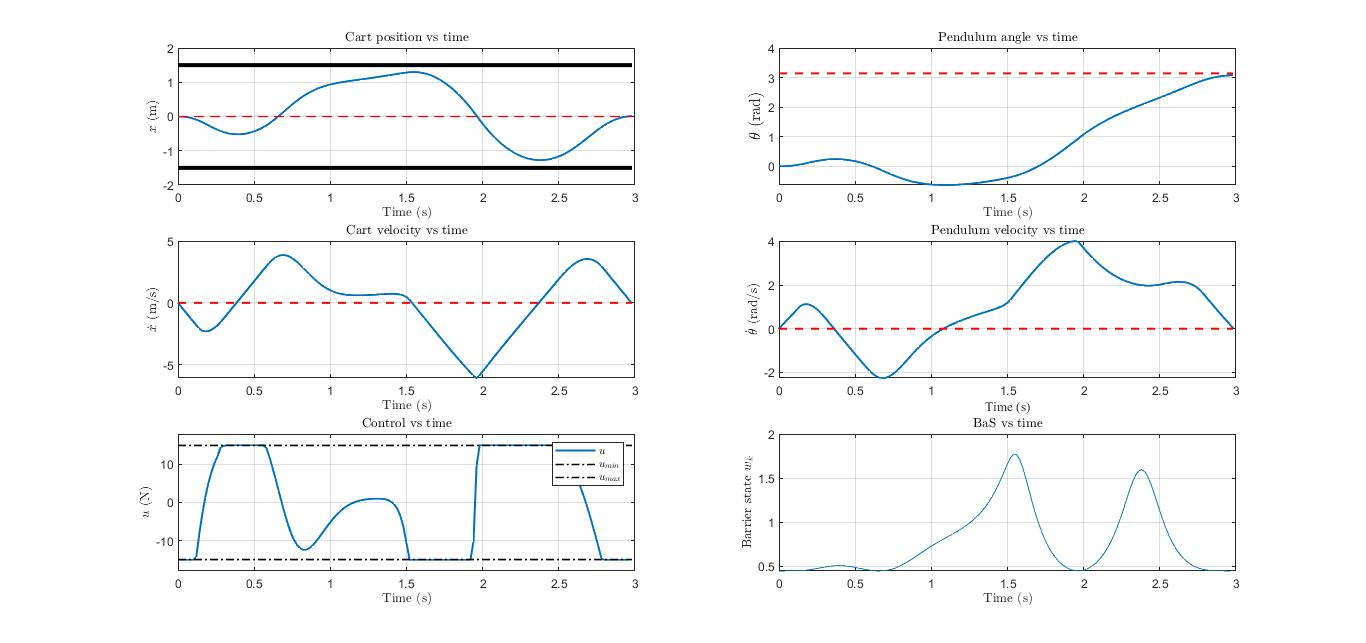 Cart position vs time
2
1
0
-1
-2
x (m)
0 0.5 1 1.5 2 2.5 3
Time (s)
Pendulum angle vs time
4
3
2
1
0
θ (rad)
0 0.5 1 1.5 2 2.5 3
Time (s)
Cart velocity vs time
5
0
-5
ẋ (m/s)
0 0.5 1 1.5 2 2.5 3
Time (s)
Pendulum velocity vs time
4
2
0
-2
θ̇ (rad/s)
0 0.5 1 1.5 2 2.5 3
Time (s)
Control vs time
10
0
-10
u (N)
u
u_min
u_max
0 0.5 1 1.5 2 2.5 3
Time (s)
BaS vs time
2
1.5
1
0.5
Barrier state w_k
0 0.5 1 1.5 2 2.5 3
Time (s)